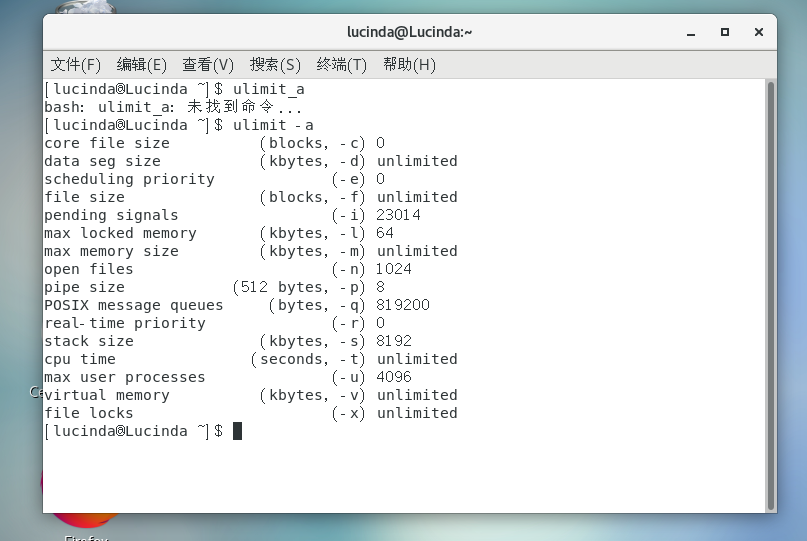 lucinda@Lucinda:~
文件(F) 编辑(E) 查看(V) 搜索(S) 终端(T) 帮助(H)
[lucinda@Lucinda ~]$ ulimit_a
bash: ulimit_a: 未找到命令...
[lucinda@Lucinda ~]$ ulimit -a
core file size          (blocks, -c) 0
data seg size           (kbytes, -d) unlimited
scheduling priority             (-e) 0
file size               (blocks, -f) unlimited
pending signals                 (-i) 23014
max locked memory       (kbytes, -l) 64
max memory size         (kbytes, -m) unlimited
open files                      (-n) 1024
pipe size            (512 bytes, -p) 8
POSIX message queues     (bytes, -q) 819200
real-time priority              (-r) 0
stack size              (kbytes, -s) 8192
cpu time               (seconds, -t) unlimited
max user processes              (-u) 4096
virtual memory          (kbytes, -v) unlimited
file locks                      (-x) unlimited
[lucinda@Lucinda ~]$
Firefox